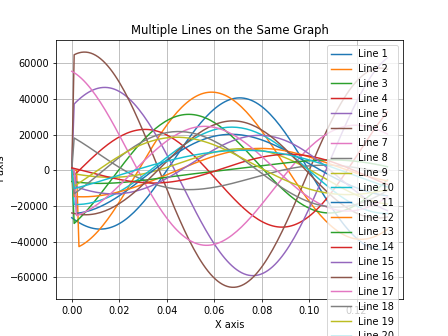 Multiple Lines on the Same Graph
60000
40000
20000
0
−20000
−40000
−60000
0.00
0.02
0.04
0.06
0.08
0.10
X axis
axis
Line 1
Line 2
Line 3
Line 4
Line 5
Line 6
Line 7
Line 8
Line 9
Line 10
Line 11
Line 12
Line 13
Line 14
Line 15
Line 16
Line 17
Line 18
Line 19
Line 20